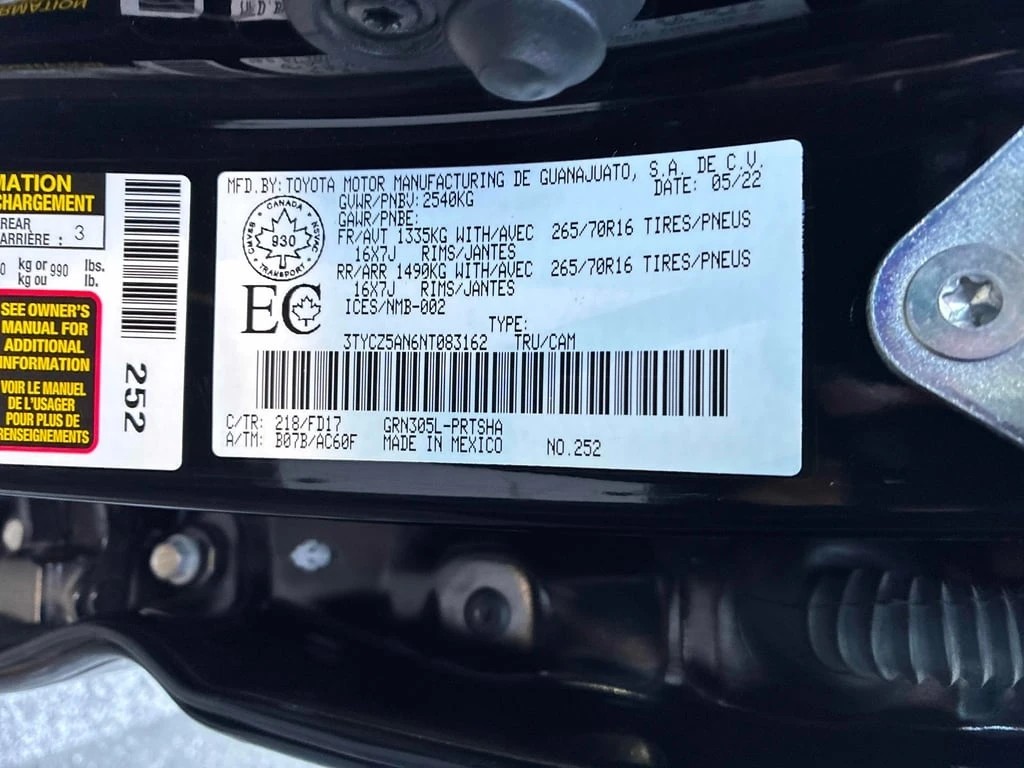 MATION
CHARGEMENT
REAR
ARRIÈRE : 3
0 kg or 990 lbs.
kg ou lb.
SEE OWNER'S
MANUAL FOR
ADDITIONAL
INFORMATION
VOIR LE MANUEL
DE L'USAGER
POUR PLUS DE
RENSEIGNEMENTS
252
MFD.BY:TOYOTA MOTOR MANUFACTURING DE GUANAJUATO, S.A. DE C.V.
GVWR/PNBV:2540KG DATE: 05/22
GAWR/PNBE:
FR/AVT 1335KG WITH/AVEC 265/70R16 TIRES/PNEUS
16X7J RIMS/JANTES
RR/ARR 1490KG WITH/AVEC 265/70R16 TIRES/PNEUS
16X7J RIMS/JANTES
ICES/NMB-002
CANADA
CMVSS 930 NSVAC
TRANSPORT
EC
TYPE:
3TYCZ5AN6NT083162 TRU/CAM
C/TR: 218/FD17 GRN305L-PRTSHA
A/TM: B07B/AC60F MADE IN MEXICO NO.252